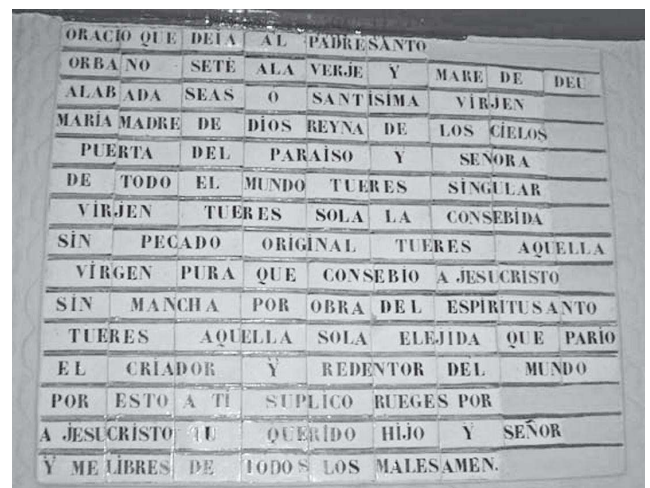 ORACIO QUE DEIA AL PADRE SANTO
ORBANO SETÈ ALA VERJE Y MARE DE DEU
ALABADA SEAS O SANTISIMA VIRJEN
MARÍA MADRE DE DIOS REYNA DE LOS CIELOS
PUERTA DEL PARAISO Y SEÑORA
DE TODO EL MUNDO TUERES SINGULAR
VIRJEN TUERES SOLA LA CONSEBIDA
SIN PECADO ORIGINAL TUERES AQUELLA
VIRGEN PURA QUE CONSEBIO A JESUCRISTO
SIN MANCHA POR OBRA DEL ESPIRITUSANTO
TUERES AQUELLA SOLA ELEJIDA QUE PARIO
EL CRIADOR Y REDENTOR DEL MUNDO
POR ESTO A TI SUPLICO RUEGES POR
A JESUCRISTO TU QUERIDO HIJO Y SEÑOR
Y ME LIBRES DE TODOS LOS MALES AMEN.